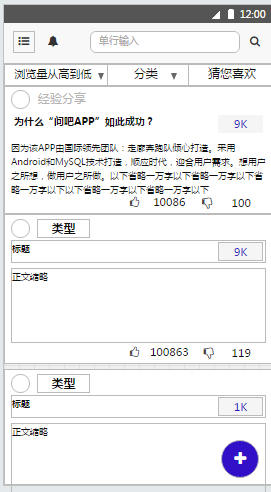 12:00
单行输入
浏览量从高到低 ▼ 分类 ▼ 猜您喜欢
经验分享
为什么“问吧APP”如此成功？ 9K
因为该APP由国际领先团队：走廊奔跑队倾心打造。采用
Android和MySQL技术打造，顺应时代，迎合用户需求。想用户
之所想，做用户之所做。以下省略一万字以下省略一万字以下省
略一万字以下以下省略一万字以下省略一万字以下
10086 100
类型
标题 9K
正文缩略
100863 119
类型
标题 1K
正文缩略